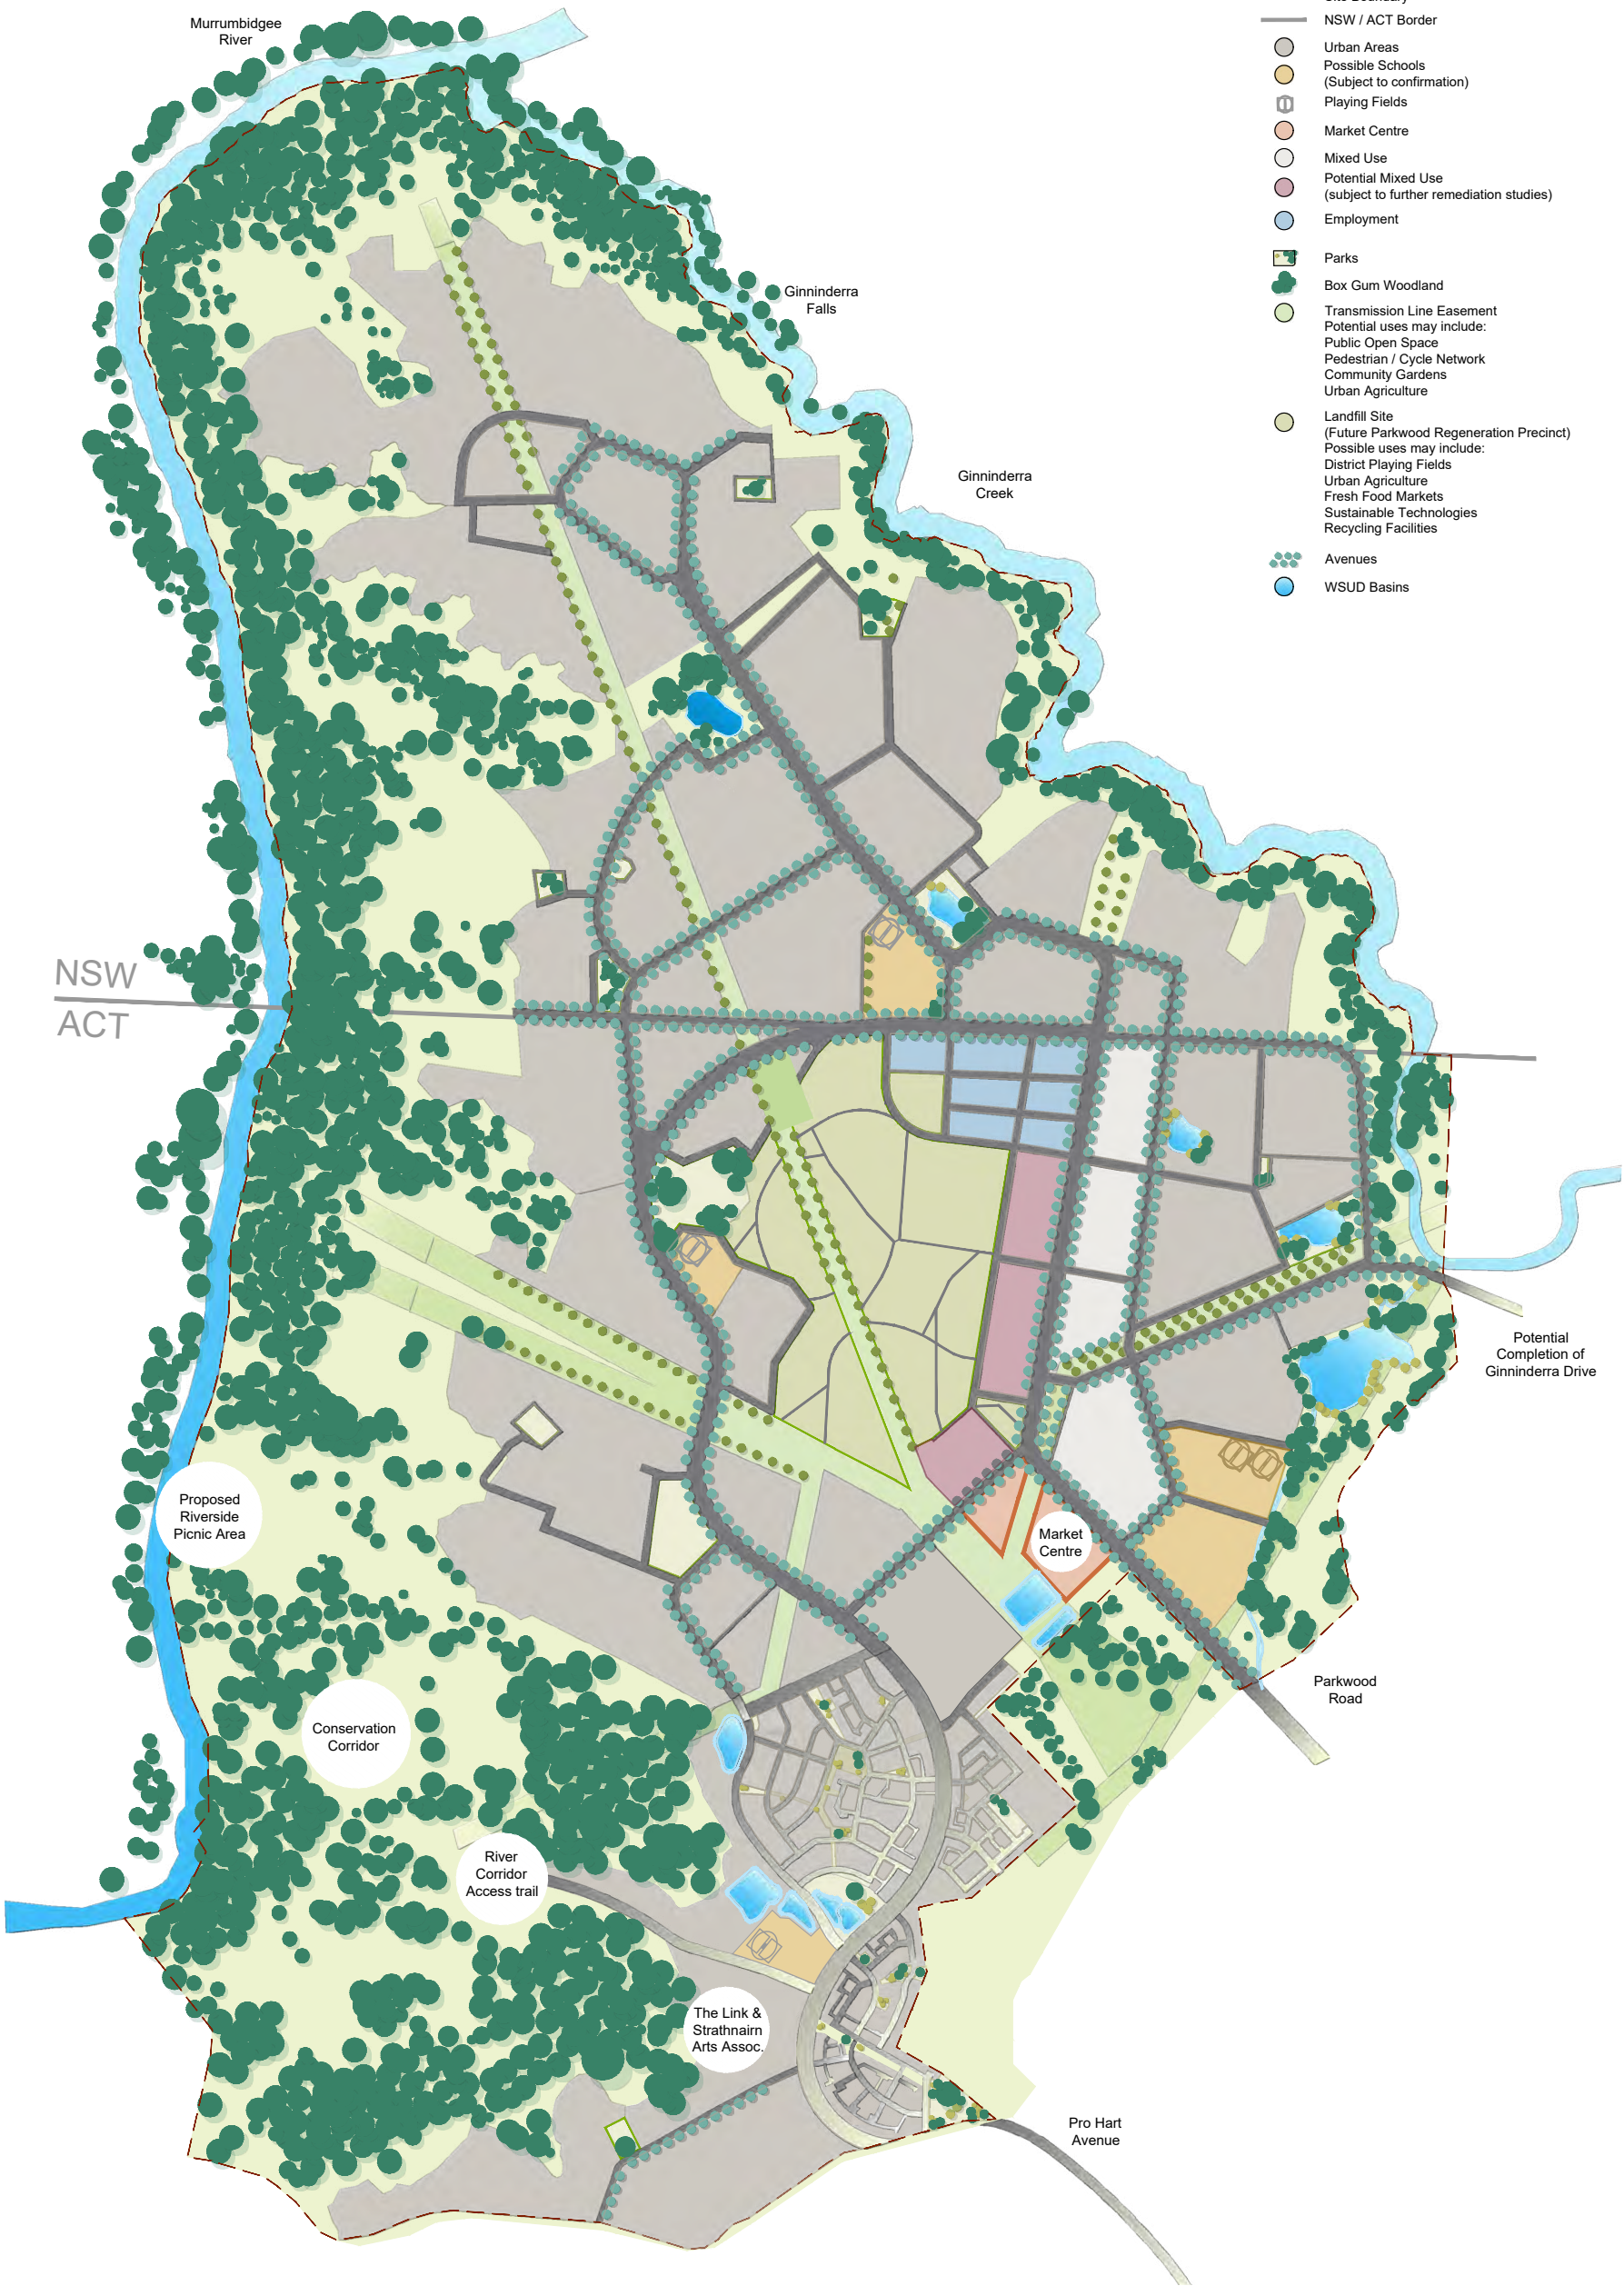 Murrumbidgee
River
Site Boundary
NSW / ACT Border
Urban Areas
Possible Schools
(Subject to confirmation)
Playing Fields
Market Centre
Mixed Use
Potential Mixed Use
(subject to further remediation studies)
Employment
Parks
Box Gum Woodland
Transmission Line Easement
Potential uses may include:
Public Open Space
Pedestrian / Cycle Network
Community Gardens
Urban Agriculture
Landfill Site
(Future Parkwood Regeneration Precinct)
Possible uses may include:
District Playing Fields
Urban Agriculture
Fresh Food Markets
Sustainable Technologies
Recycling Facilities
Avenues
WSUD Basins
Ginninderra
Falls
Ginninderra
Creek
NSW
ACT
Potential
Completion of
Ginninderra Drive
Proposed
Riverside
Picnic Area
Market
Centre
Parkwood
Road
Conservation
Corridor
River
Corridor
Access trail
The Link &
Strathnairn
Arts Assoc.
Pro Hart
Avenue